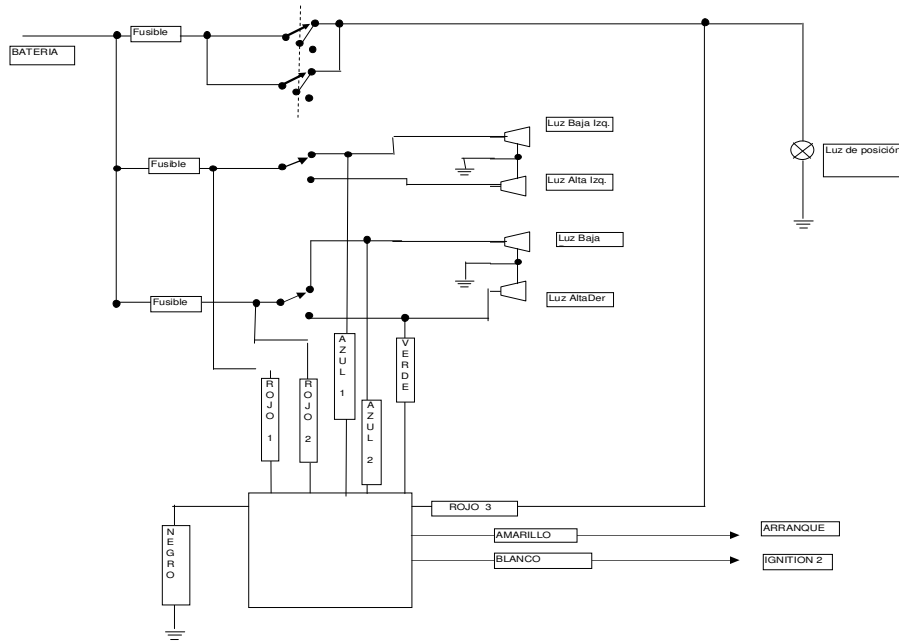 Fusible
BATERIA
Luz Baja Izq.
Luz de posición
Fusible
Luz Alta Izq.
Luz Baja
Fusible
Luz AltaDer
AZUL 1
VERDE
ROJO 1
ROJO 2
AZUL 2
ROJO 3
NEGRO
AMARILLO
ARRANQUE
BLANCO
IGNITION 2